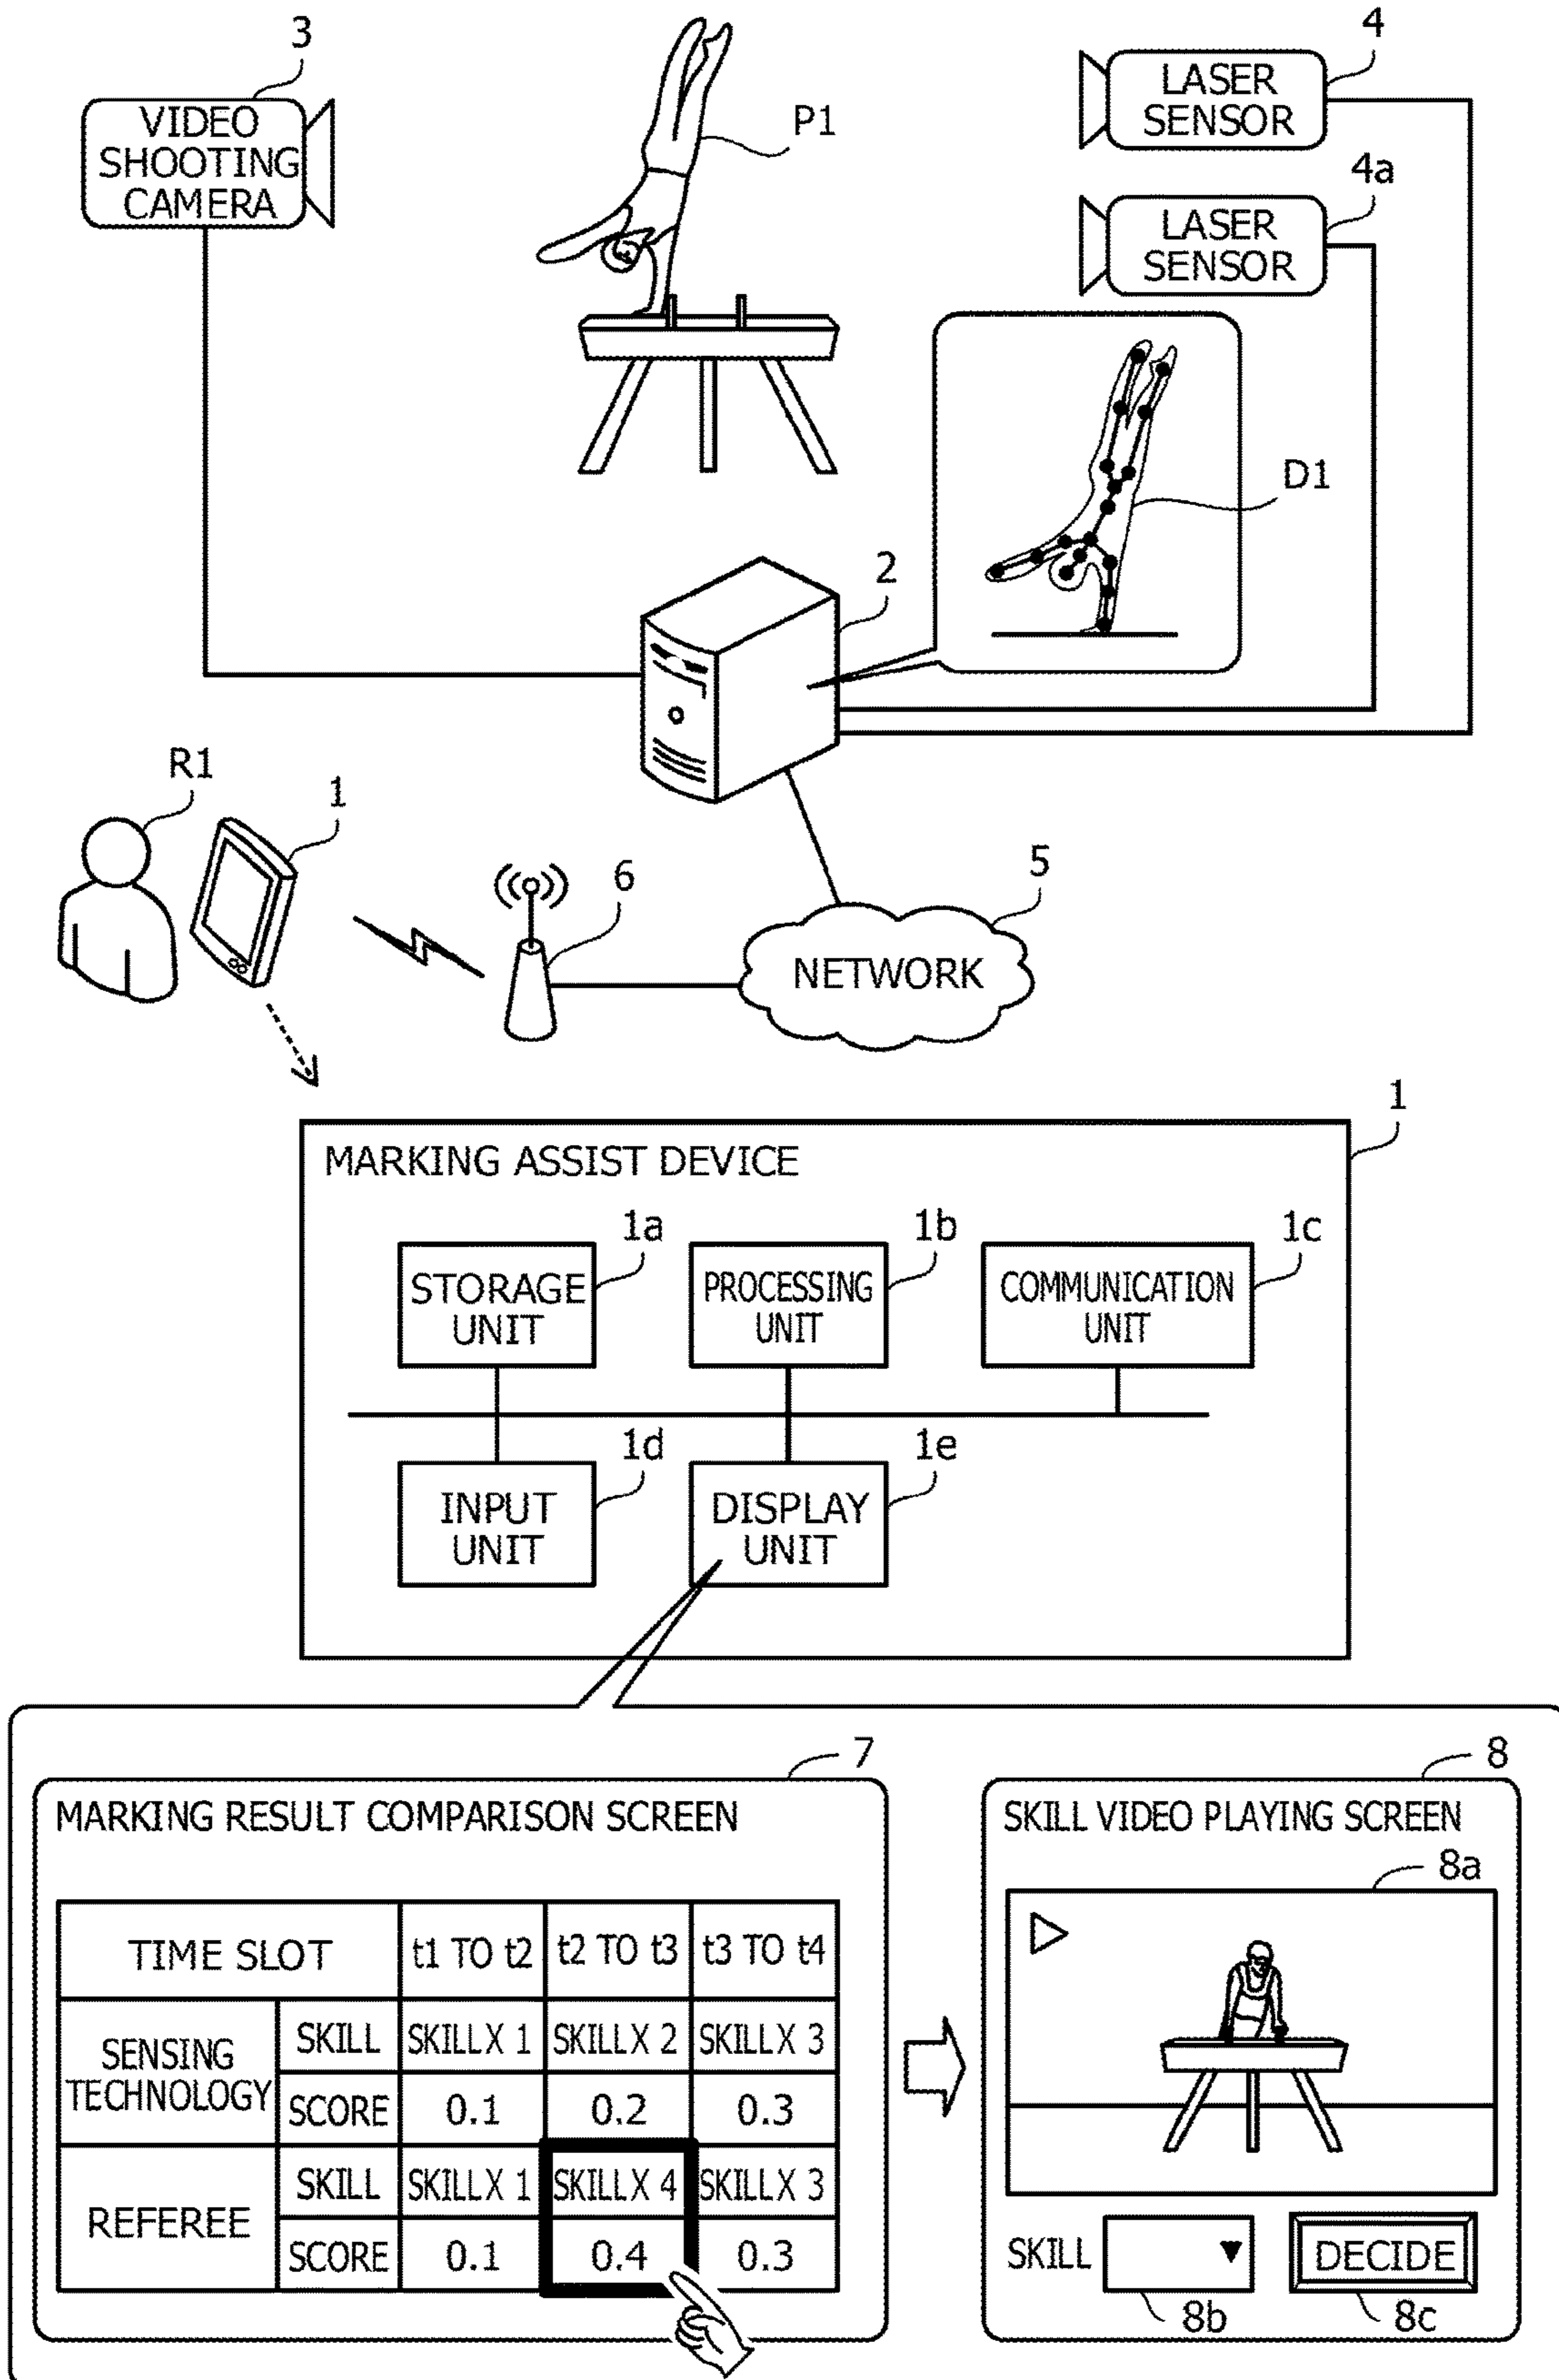 3
VIDEO
SHOOTING
CAMERA
P1
4
LASER
SENSOR
4a
LASER
SENSOR
D1
2
R1
1
6
5
NETWORK
1
MARKING ASSIST DEVICE
1a
STORAGE
UNIT
1b
PROCESSING
UNIT
1c
COMMUNICATION
UNIT
1d
INPUT
UNIT
1e
DISPLAY
UNIT
7
MARKING RESULT COMPARISON SCREEN
TIME SLOT t1 TO t2 t2 TO t3 t3 TO t4
SENSING
TECHNOLOGY
SKILL SKILLX 1 SKILLX 2 SKILLX 3
SCORE 0.1 0.2 0.3
REFEREE
SKILL SKILLX 1 SKILLX 4 SKILLX 3
SCORE 0.1 0.4 0.3
8
SKILL VIDEO PLAYING SCREEN
8a
SKILL
DECIDE
8b
8c